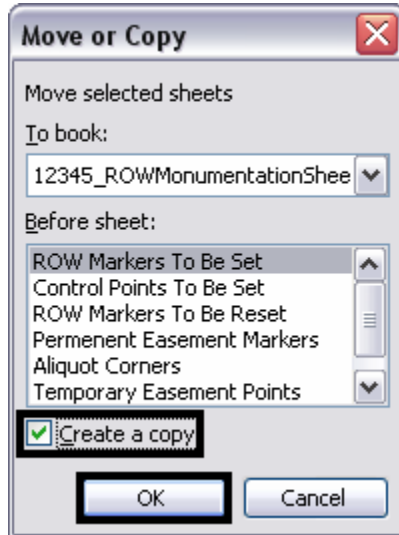 Move or Copy
Move selected sheets
To book:
12345_ROWMonumentationShee
Before sheet:
ROW Markers To Be Set
Control Points To Be Set
ROW Markers To Be Reset
Permenent Easement Markers
Aliquot Corners
Temporary Easement Points
Create a copy
OK Cancel